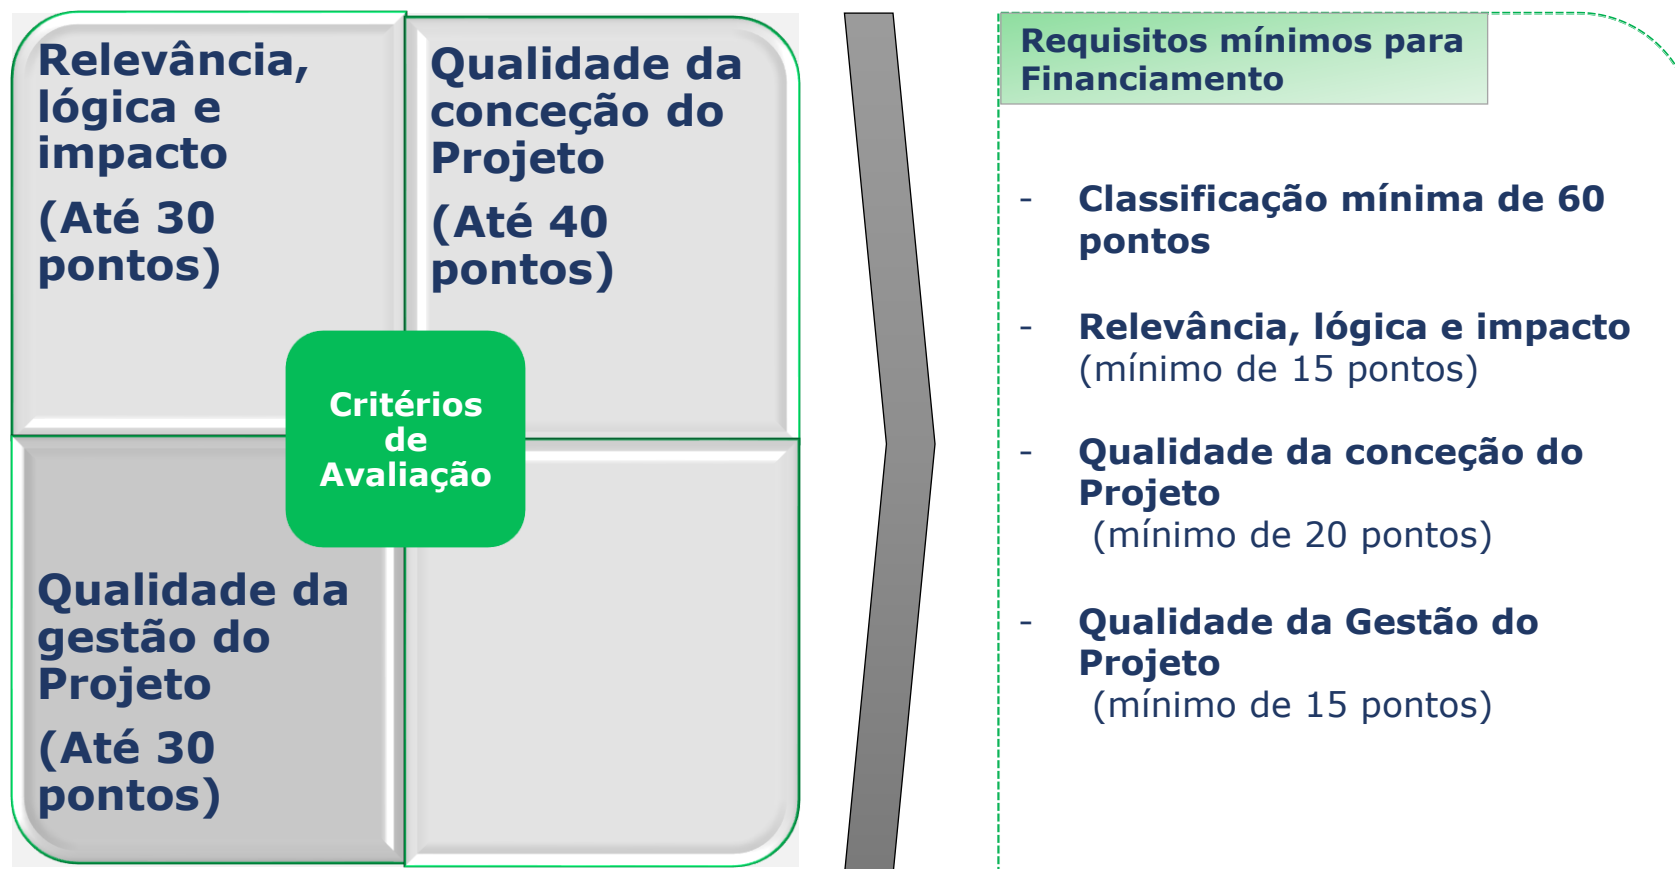 Relevância,
lógica e
impacto
(Até 30
pontos)
Qualidade da
conceção do
Projeto
(Até 40
pontos)
Critérios
de
Avaliação
Qualidade da
gestão do
Projeto
(Até 30
pontos)
Requisitos mínimos para
Financiamento
- Classificação mínima de 60
pontos
- Relevância, lógica e impacto
(mínimo de 15 pontos)
- Qualidade da conceção do
Projeto
(mínimo de 20 pontos)
- Qualidade da Gestão do
Projeto
(mínimo de 15 pontos)